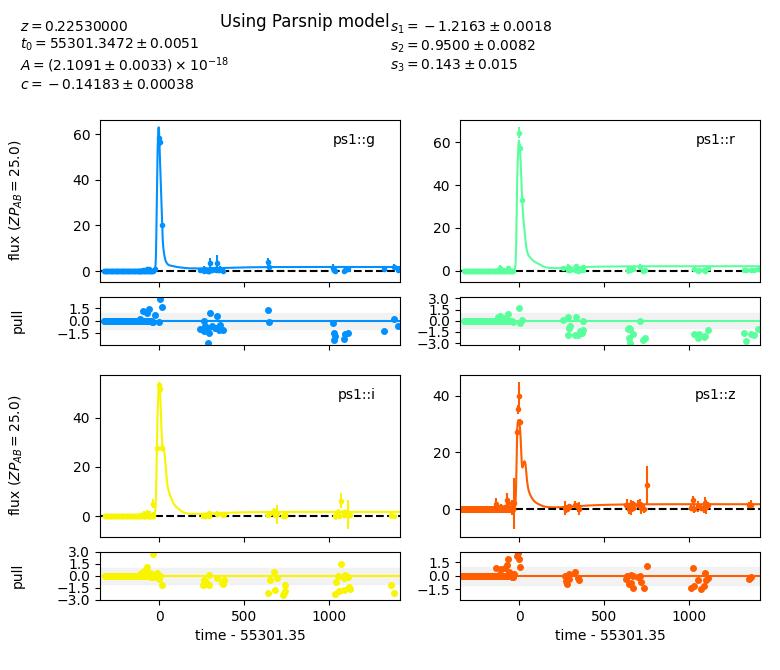 Using Parsnip model
z = 0.22530000
t₀ = 55301.3472 ± 0.0051
A = (2.1091 ± 0.0033) × 10⁻¹⁸
c = −0.14183 ± 0.00038
s₁ = −1.2163 ± 0.0018
s₂ = 0.9500 ± 0.0082
s₃ = 0.143 ± 0.015
flux (ZP_AB = 25.0)
60
40
20
0
ps1::g
60
40
20
0
ps1::r
pull
1.5
0.0
−1.5
3.0
1.5
0.0
−1.5
−3.0
flux (ZP_AB = 25.0)
40
20
0
ps1::i
40
20
0
ps1::z
pull
3.0
1.5
0.0
−1.5
−3.0
1.5
0.0
−1.5
0 500 1000
0 500 1000
time - 55301.35
time - 55301.35